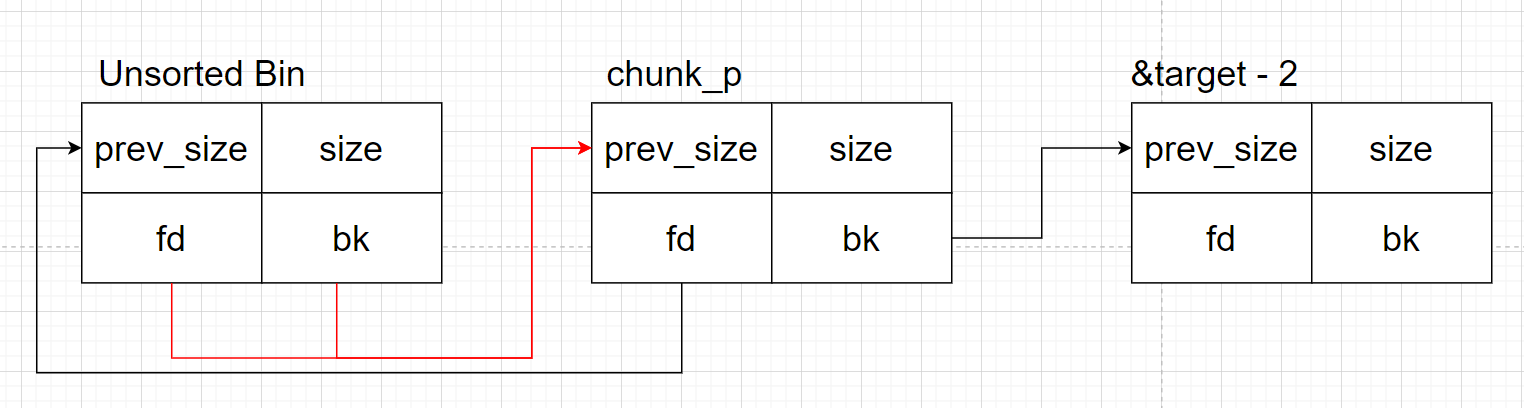 Unsorted Bin
chunk_p
&target - 2
prev_size size
prev_size size
prev_size size
fd bk
fd bk
fd bk